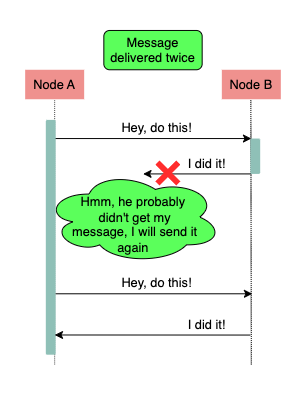 Message
delivered twice
Node A
Node B
Hey, do this!
I did it!
Hmm, he probably
didn't get my
message, I will send it
again
Hey, do this!
I did it!